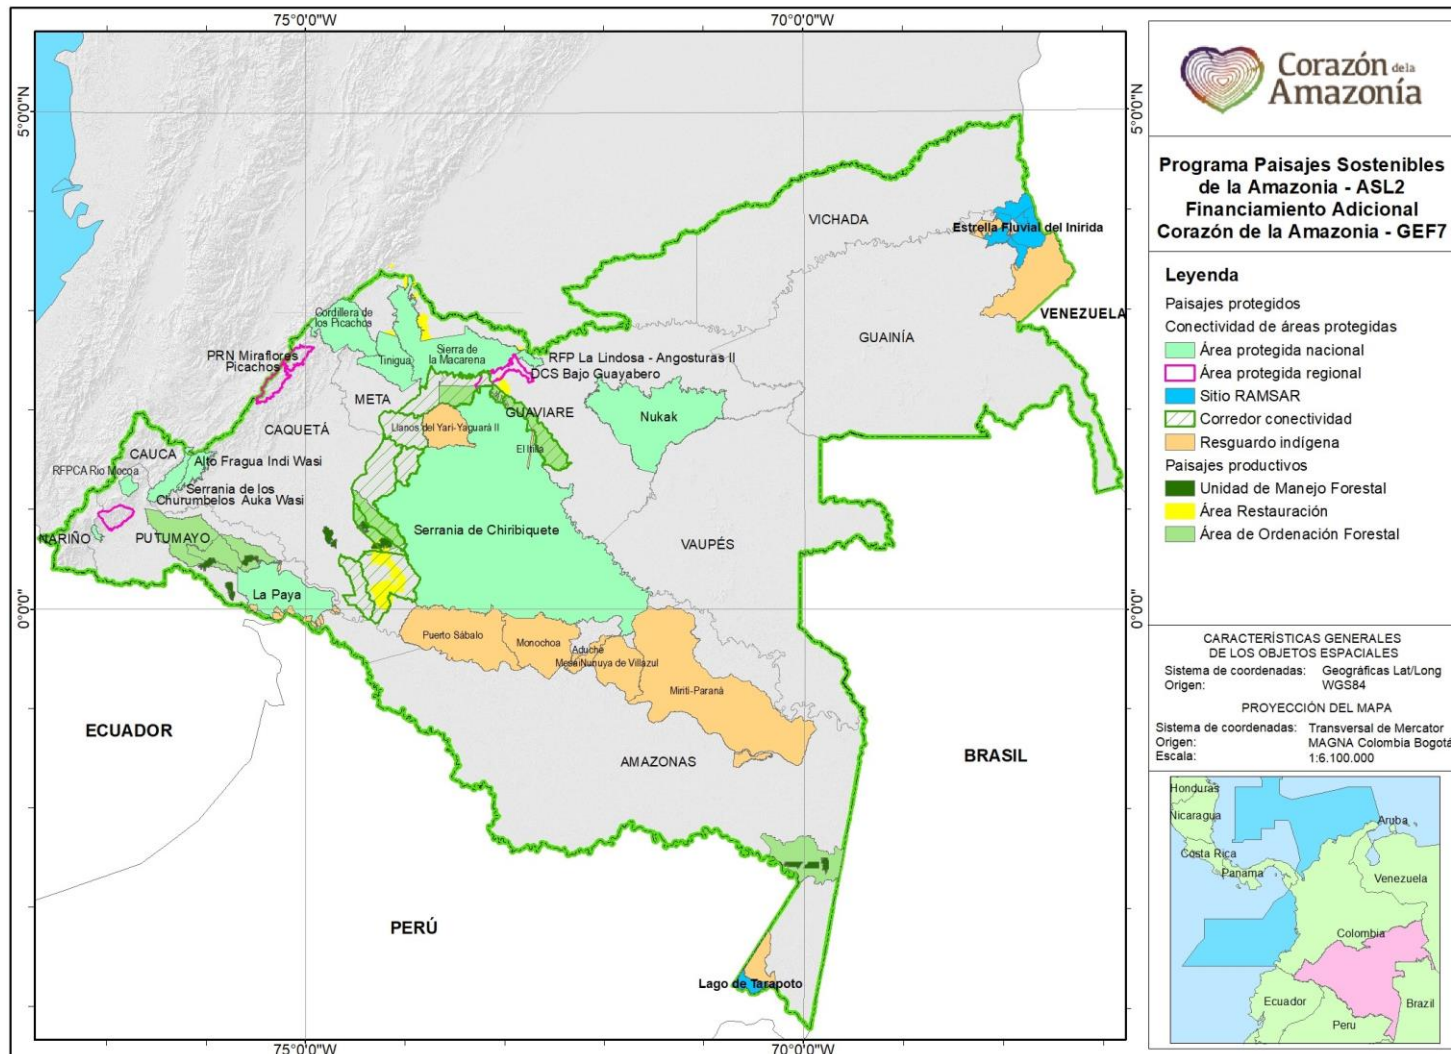 75°0'0"W
70°0'0"W
5°0'0"N
5°0'0"N
VICHADA
Estrella Fluvial del Inirida
VENEZUELA
GUAINÍA
Cordillera de
los Picachos
PRN Miraflores
Picachos
Tinigua
Sierra de
la Macarena
RFP La Lindosa - Angosturas II
DCS Bajo Guayabero
META
GUAVIARE
Nukak
CAQUETÁ
Llanos del Yari-Yaguará II
El Itilla
CAUCA
Alto Fragua Indi Wasi
RFPCA Rio Mocoa
Serrania de los
Churumbelos Auka Wasi
Serrania de Chiribiquete
NARIÑO
PUTUMAYO
VAUPÉS
La Paya
0°0'0"
0°0'0"
Puerto Sábalo
Monochoa
Aduche
Mesai
Nunuya de Villazul
Miriti-Paraná
ECUADOR
AMAZONAS
BRASIL
PERÚ
Lago de Tarapoto
75°0'0"W
70°0'0"W
Corazón de la
Amazonía
Programa Paisajes Sostenibles
de la Amazonia - ASL2
Financiamiento Adicional
Corazón de la Amazonia - GEF7
Leyenda
Paisajes protegidos
Conectividad de áreas protegidas
Área protegida nacional
Área protegida regional
Sitio RAMSAR
Corredor conectividad
Resguardo indígena
Paisajes productivos
Unidad de Manejo Forestal
Área Restauración
Área de Ordenación Forestal
CARACTERÍSTICAS GENERALES
DE LOS OBJETOS ESPACIALES
Sistema de coordenadas: Geográficas Lat/Long
Origen: WGS84
PROYECCIÓN DEL MAPA
Sistema de coordenadas: Transversal de Mercator
Origen: MAGNA Colombia Bogotá
Escala: 1:6.100.000
Honduras
Nicaragua
Aruba
Costa Rica
Panama
Venezuela
Colombia
Ecuador
Peru
Brazil